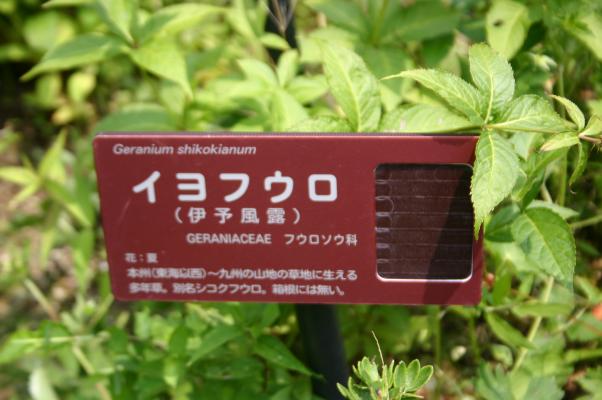 Geranium shikokianum
イヨフウロ
(伊予風露)
GERANIACEAE フウロソウ科
花:夏
本州(東海以西)~九州の山地の草地に生える
多年草。別名シコクフウロ。箱根には無い。